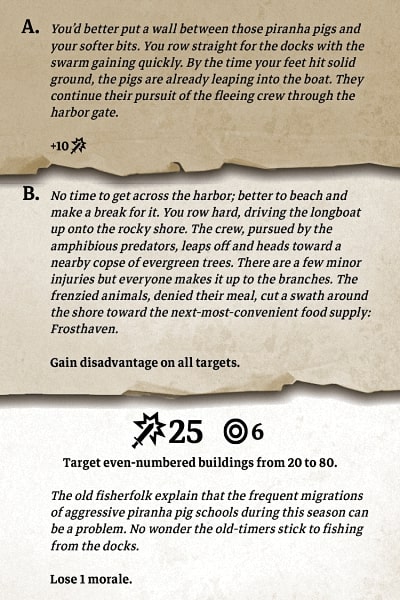 A. You'd better put a wall between those piranha pigs and
your softer bits. You row straight for the docks with the
swarm gaining quickly. By the time your feet hit solid
ground, the pigs are already leaping into the boat. They
continue their pursuit of the fleeing crew through the
harbor gate.
+10
B. No time to get across the harbor; better to beach and
make a break for it. You row hard, driving the longboat
up onto the rocky shore. The crew, pursued by the
amphibious predators, leaps off and heads toward a
nearby copse of evergreen trees. There are a few minor
injuries but everyone makes it up to the branches. The
frenzied animals, denied their meal, cut a swath around
the shore toward the next-most-convenient food supply:
Frosthaven.
Gain disadvantage on all targets.
25 6
Target even-numbered buildings from 20 to 80.
The old fisherfolk explain that the frequent migrations
of aggressive piranha pig schools during this season can
be a problem. No wonder the old-timers stick to fishing
from the docks.
Lose 1 morale.